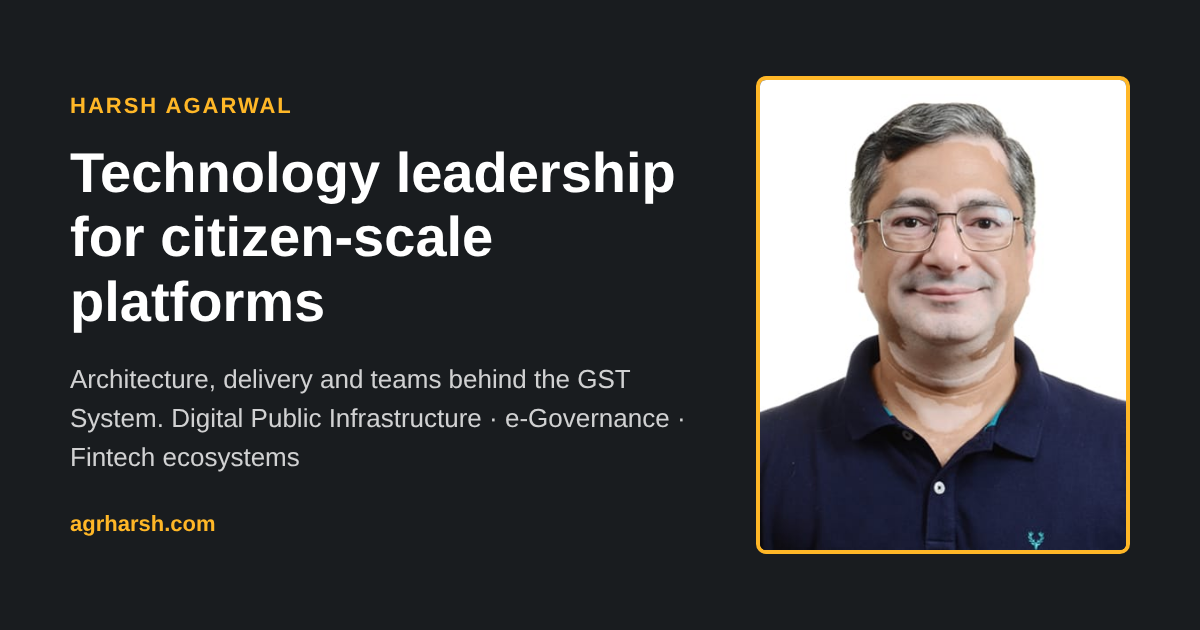 HARSH AGARWAL
Technology leadership
for citizen-scale
platforms
Architecture, delivery and teams behind the GST
System. Digital Public Infrastructure · e-Governance ·
Fintech ecosystems
agrharsh.com